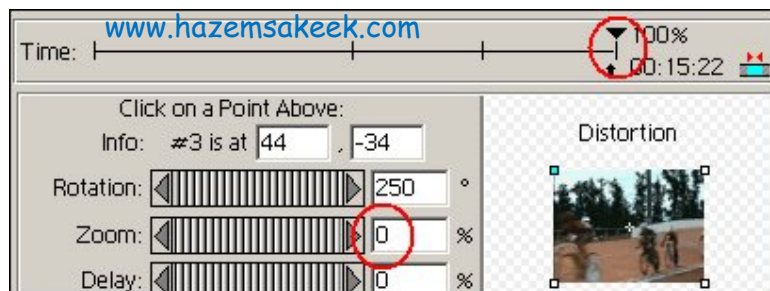 www.hazemsakeek.com
Time: 100%
00:15:22
Click on a Point Above:
Info: #3 is at 44 , -34
Distortion
Rotation: 250 °
Zoom: 0 %
Delay: 0 %